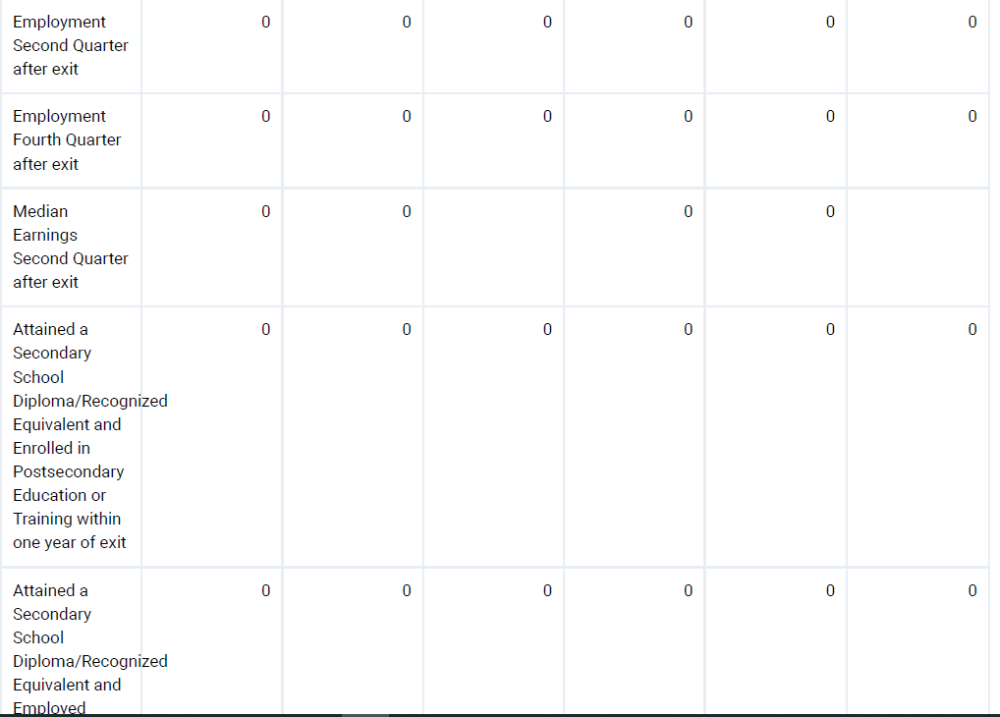 Employment 0 0 0 0 0 0
Second Quarter
after exit
Employment 0 0 0 0 0 0
Fourth Quarter
after exit
Median 0 0 0 0
Earnings
Second Quarter
after exit
Attained a 0 0 0 0 0 0
Secondary
School
Diploma/Recognized
Equivalent and
Enrolled in
Postsecondary
Education or
Training within
one year of exit
Attained a 0 0 0 0 0 0
Secondary
School
Diploma/Recognized
Equivalent and
Employed